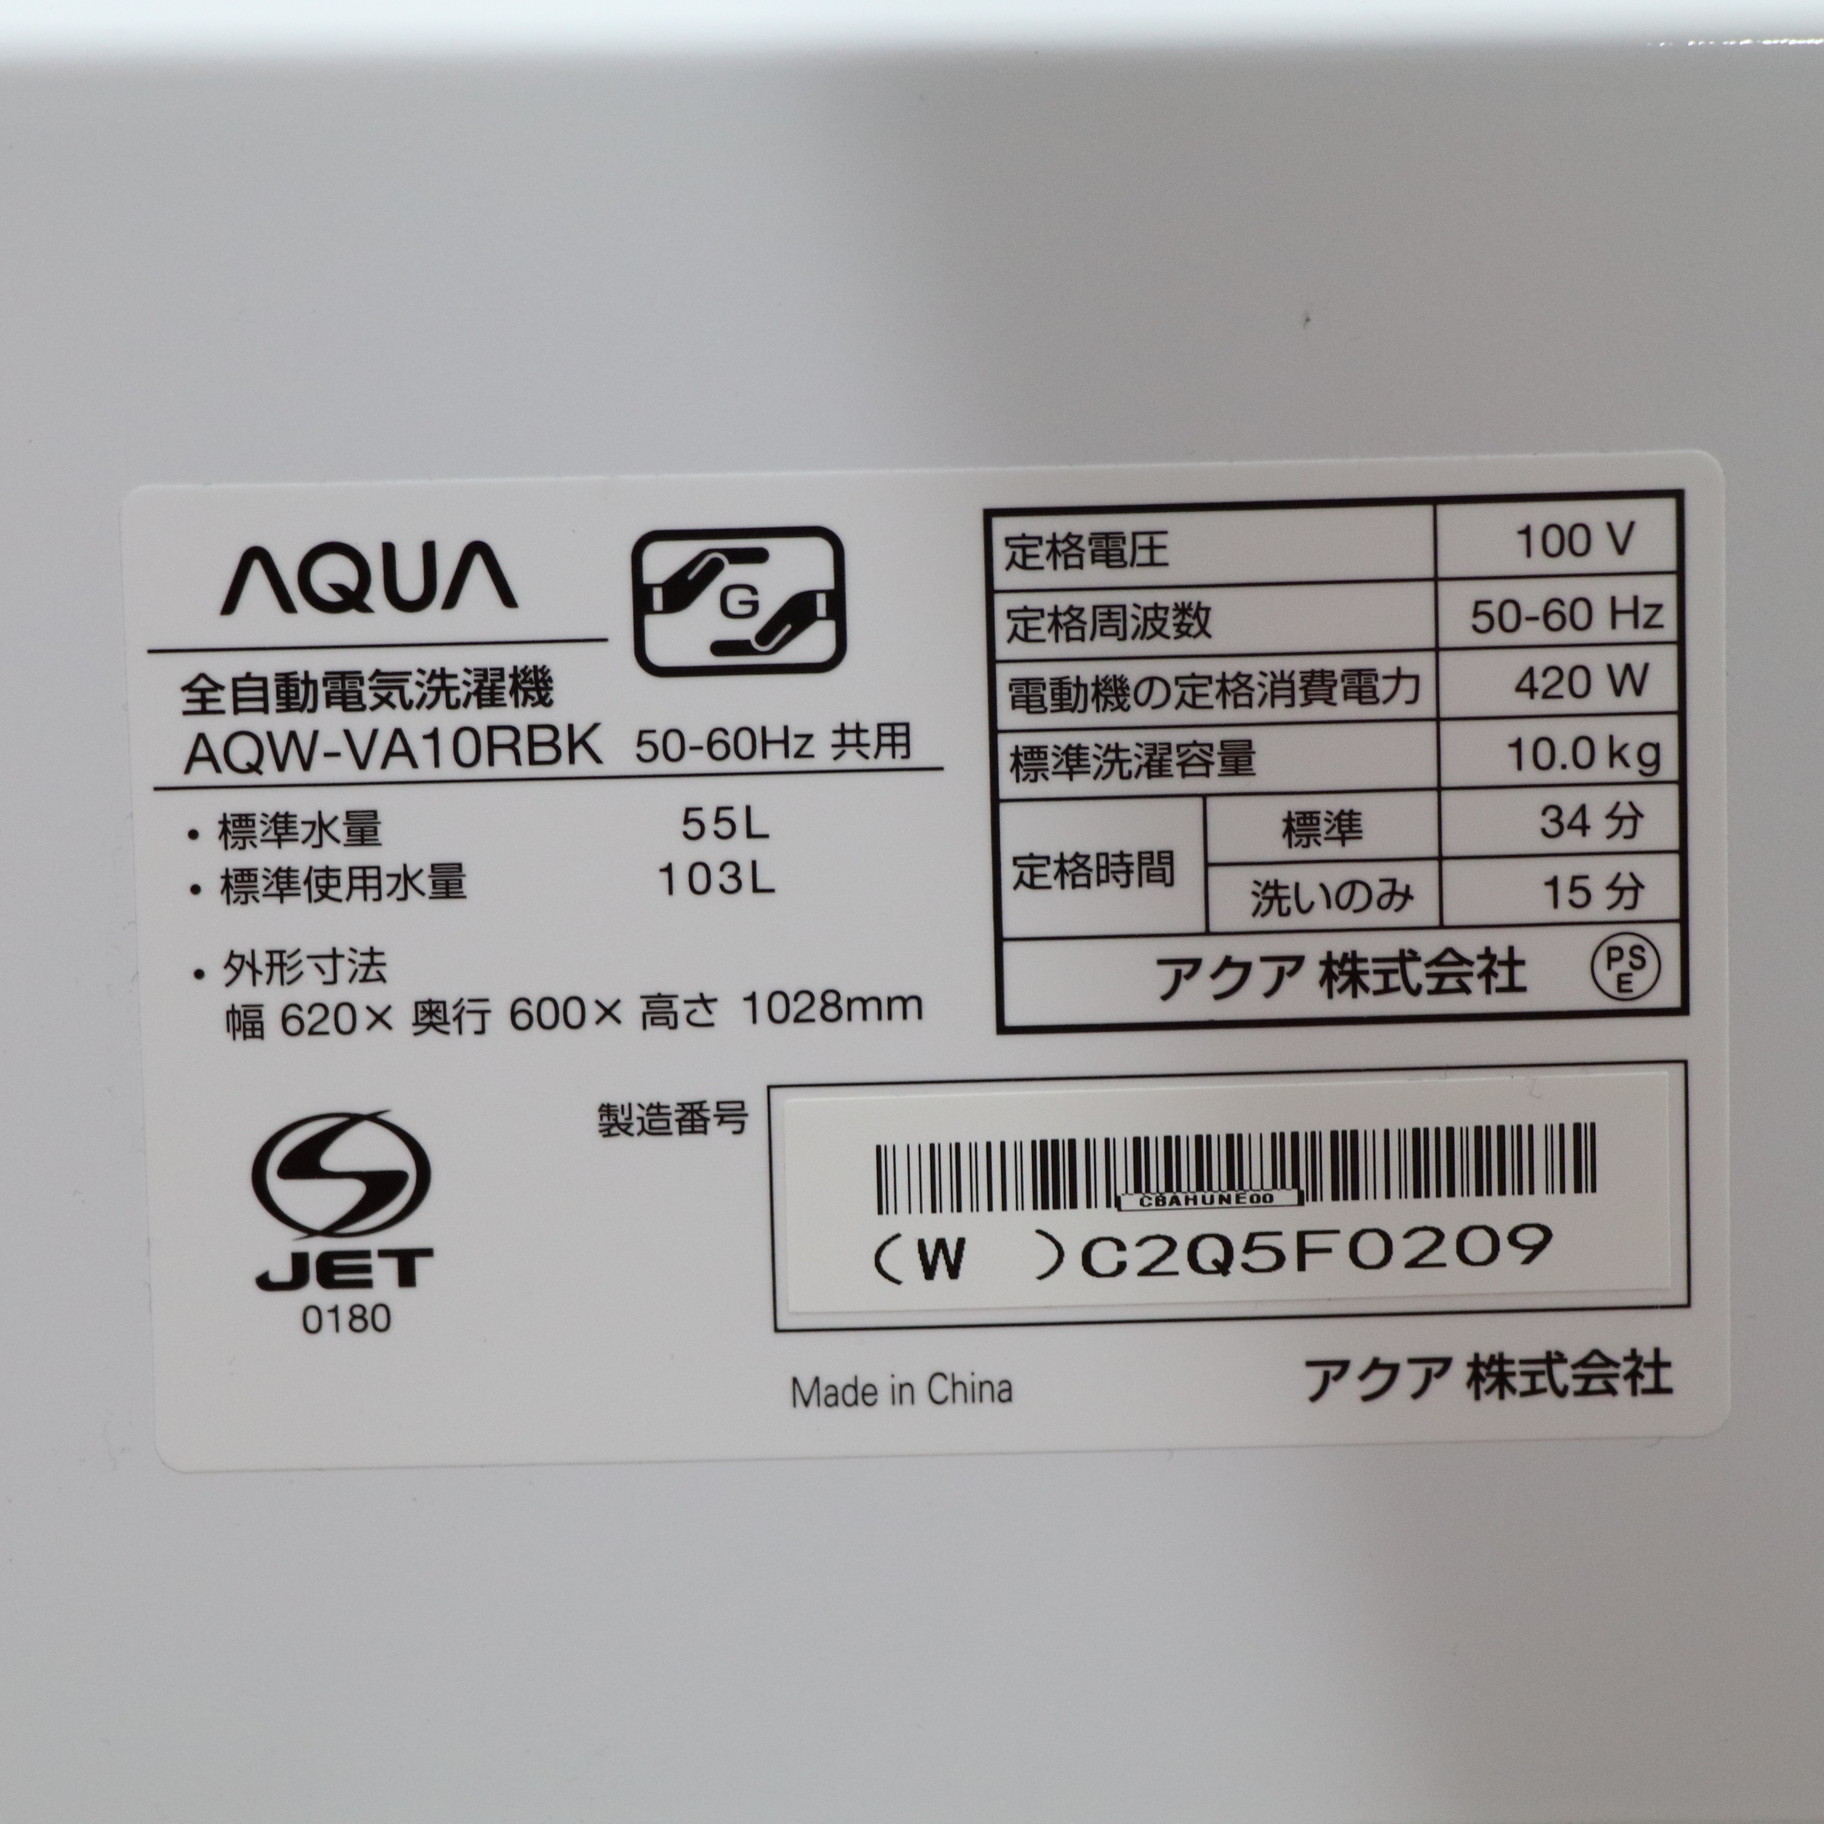 AQUA
G
全自動電気洗濯機
AQW-VA10RBK 50-60Hz 共用
・標準水量 55L
・標準使用水量 103L
・外形寸法
幅 620× 奥行 600× 高さ 1028mm
定格電圧 100 V
定格周波数 50-60 Hz
電動機の定格消費電力 420 W
標準洗濯容量 10.0kg
定格時間 標準 34 分
洗いのみ 15 分
アクア 株式会社 PSE
製造番号
CBAHUNE00
(W )C2Q5F0209
JET
0180
Made in China
アクア 株式会社